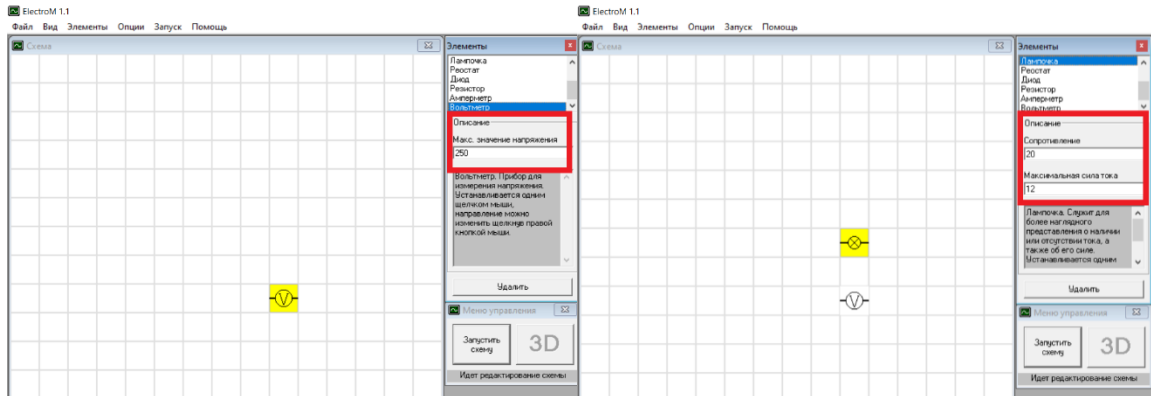 ElectroM 1.1
Файл Вид Элементы Опции Запуск Помощь
Схема
Элементы
Лампочка
Реостат
Диод
Резистор
Амперметр
Вольтметр
Описание
Макс. значение напряжения
250
Вольтметр. Прибор для
измерения напряжения.
Устанавливается одним
щелчком мыши,
направление можно
изменить щелкнув правой
кнопкой мыши.
V
Удалить
Меню управления
Запустить
схему
3D
Идет редактирование схемы
ElectroM 1.1
Файл Вид Элементы Опции Запуск Помощь
Схема
Элементы
Лампочка
Реостат
Диод
Резистор
Амперметр
Вольтметр
Описание
Сопротивление
20
Максимальная сила тока
12
Лампочка. Служит для
более наглядного
представления о наличии
или отсутствии тока, а
также об его силе.
Устанавливается одним
V
Удалить
Меню управления
Запустить
схему
3D
Идет редактирование схемы